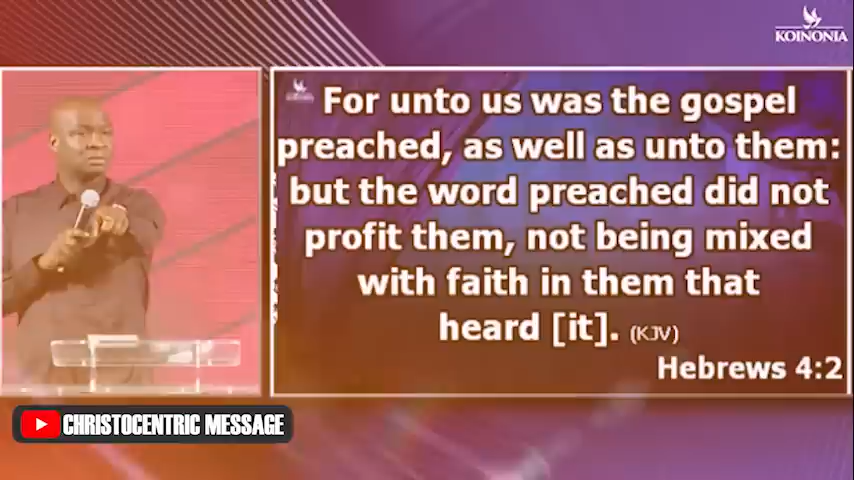 KOINONIA
For unto us was the gospel
preached, as well as unto them:
but the word preached did not
profit them, not being mixed
with faith in them that
heard [it]. (KJV)
Hebrews 4:2
CHRISTOCENTRIC MESSAGE